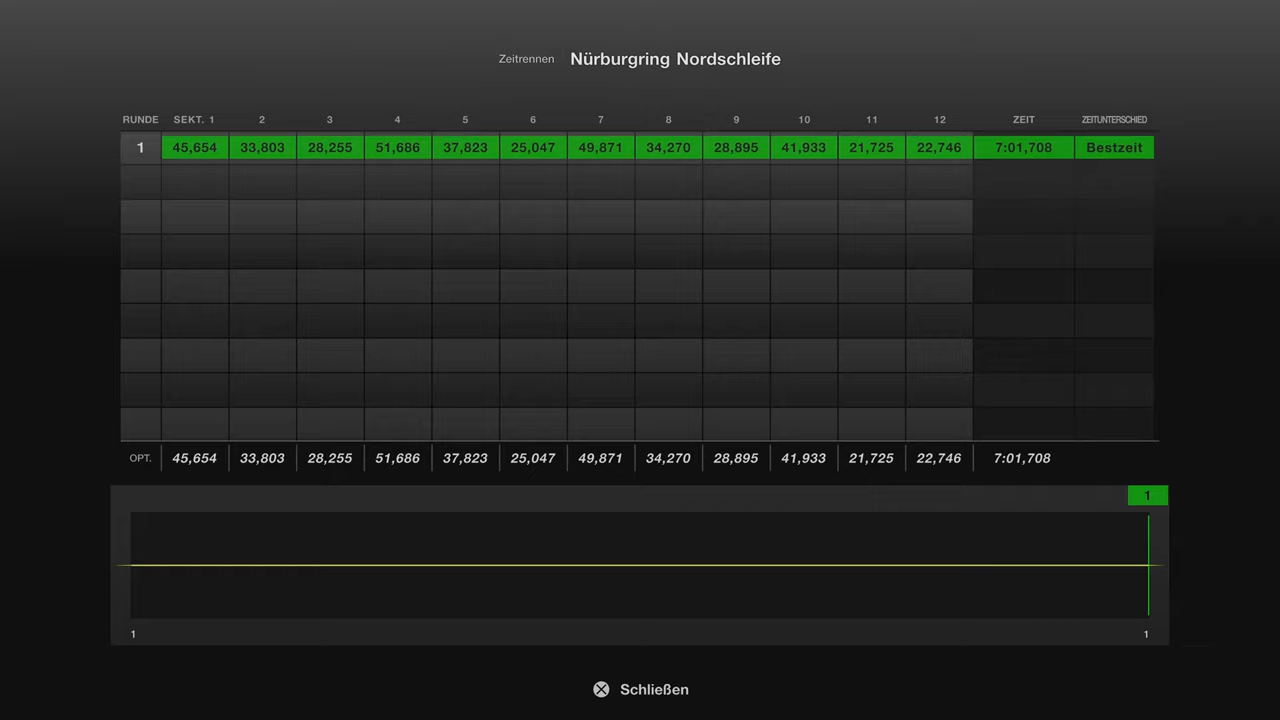 Zeitrennen Nürburgring Nordschleife
RUNDE SEKT. 1 2 3 4 5 6 7 8 9 10 11 12 ZEIT ZEITUNTERSCHIED
1 45,654 33,803 28,255 51,686 37,823 25,047 49,871 34,270 28,895 41,933 21,725 22,746 7:01,708 Bestzeit
OPT. 45,654 33,803 28,255 51,686 37,823 25,047 49,871 34,270 28,895 41,933 21,725 22,746 7:01,708
1
1 1
Schließen